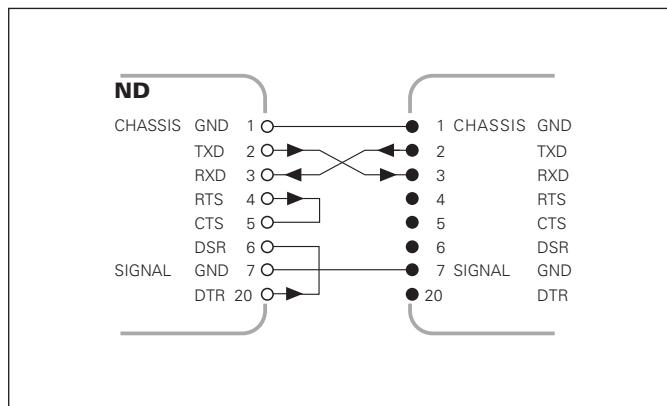 ND
CHASSIS GND 1 1 CHASSIS GND
TXD 2 2 TXD
RXD 3 3 RXD
RTS 4 4 RTS
CTS 5 5 CTS
DSR 6 6 DSR
SIGNAL GND 7 7 SIGNAL GND
DTR 20 20 DTR